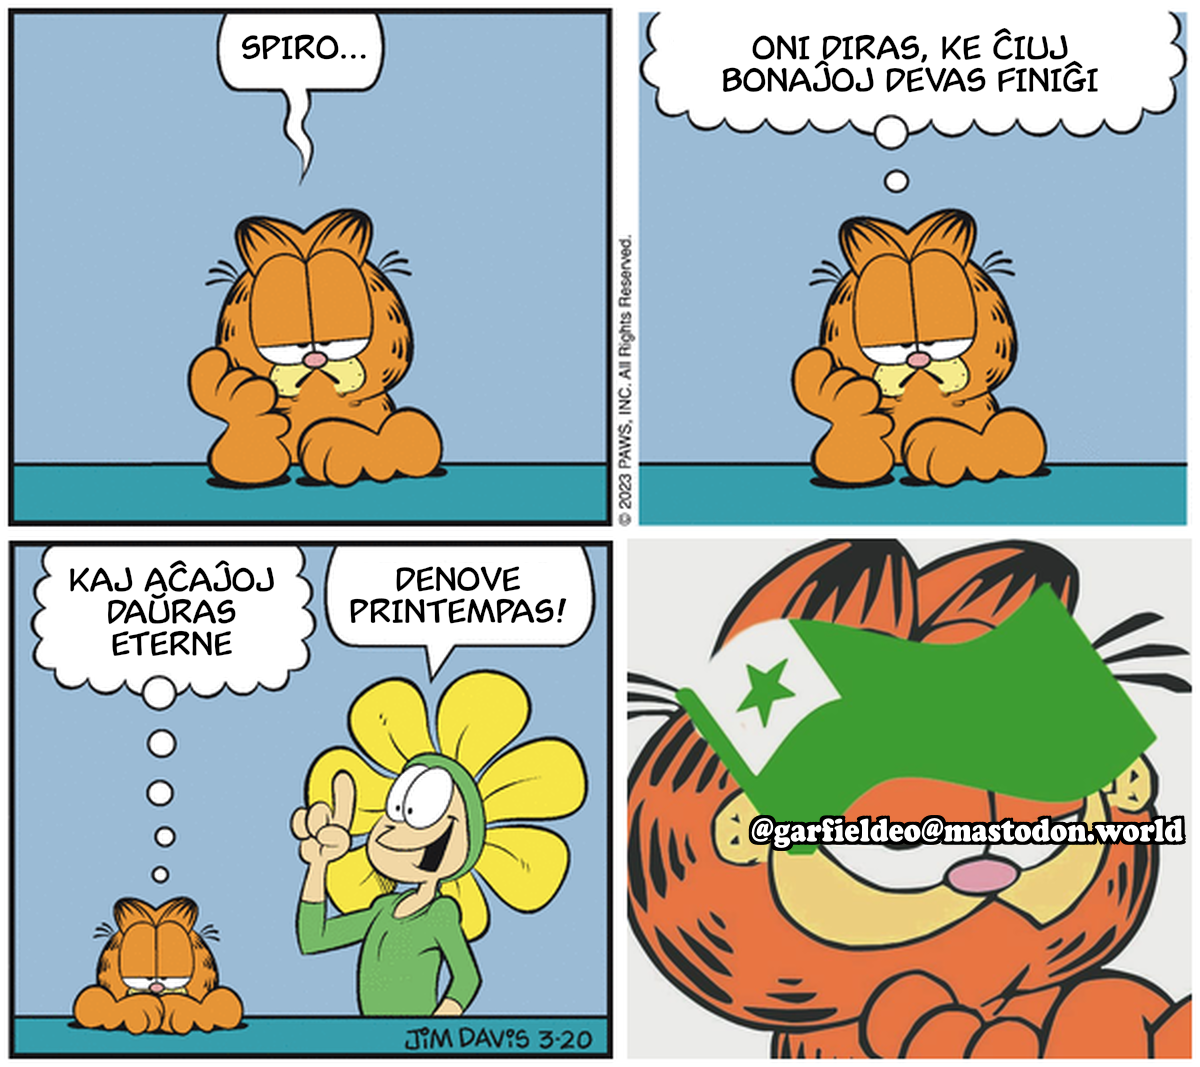 SPIRO...
© 2023 PAWS, INC. All Rights Reserved.
ONI DIRAS, KE ĈIUJ
BONAĴOJ DEVAS FINIĜI
KAJ AĈAĴOJ
DAŬRAS
ETERNE
DENOVE
PRINTEMPAS!
JIM DAVIS 3-20
@garfieldeo@mastodon.world